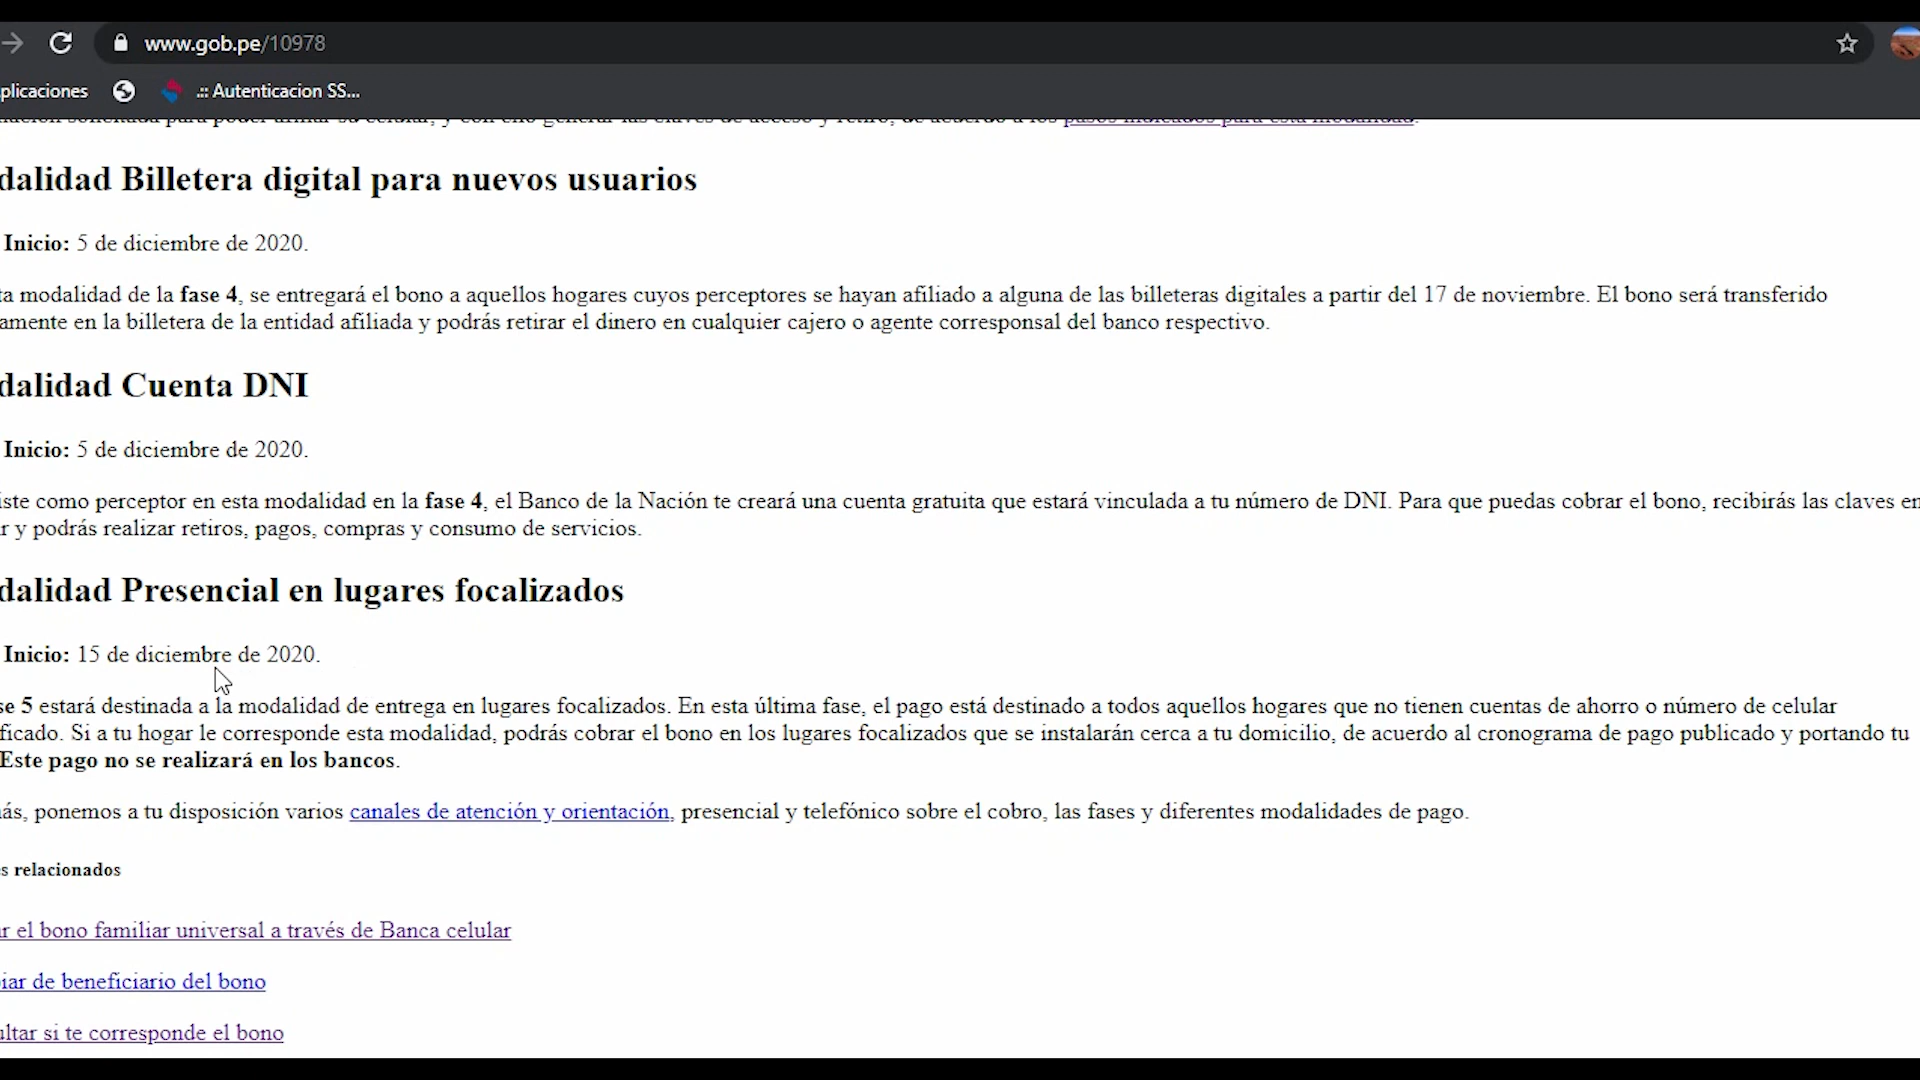 www.gob.pe/10978
plicaciones
.:: Autenticacion SS...
pasos indicados para esta modalidad.
dalidad Billetera digital para nuevos usuarios
Inicio: 5 de diciembre de 2020.
ta modalidad de la fase 4, se entregará el bono a aquellos hogares cuyos perceptores se hayan afiliado a alguna de las billeteras digitales a partir del 17 de noviembre. El bono será transferido
amente en la billetera de la entidad afiliada y podrás retirar el dinero en cualquier cajero o agente corresponsal del banco respectivo.
dalidad Cuenta DNI
Inicio: 5 de diciembre de 2020.
iste como perceptor en esta modalidad en la fase 4, el Banco de la Nación te creará una cuenta gratuita que estará vinculada a tu número de DNI. Para que puedas cobrar el bono, recibirás las claves en
r y podrás realizar retiros, pagos, compras y consumo de servicios.
dalidad Presencial en lugares focalizados
Inicio: 15 de diciembre de 2020.
se 5 estará destinada a la modalidad de entrega en lugares focalizados. En esta última fase, el pago está destinado a todos aquellos hogares que no tienen cuentas de ahorro o número de celular
ficado. Si a tu hogar le corresponde esta modalidad, podrás cobrar el bono en los lugares focalizados que se instalarán cerca a tu domicilio, de acuerdo al cronograma de pago publicado y portando tu
Este pago no se realizará en los bancos.
ás, ponemos a tu disposición varios canales de atención y orientación, presencial y telefónico sobre el cobro, las fases y diferentes modalidades de pago.
s relacionados
r el bono familiar universal a través de Banca celular
iar de beneficiario del bono
ultar si te corresponde el bono